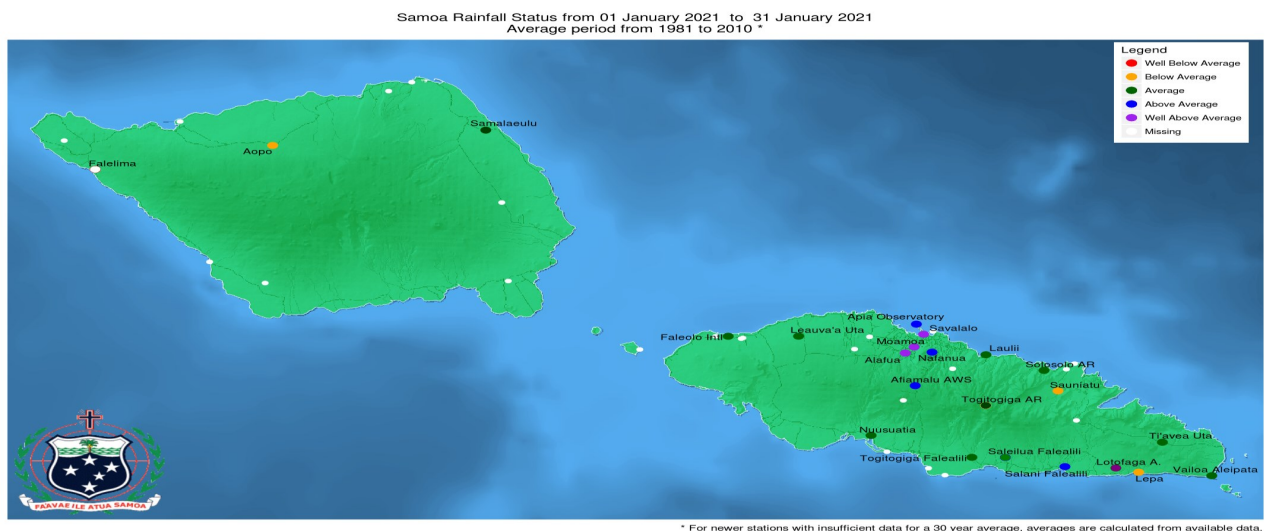 Samoa Rainfall Status from 01 January 2021 to 31 January 2021
Average period from 1981 to 2010 *
Legend
Well Below Average
Below Average
Average
Above Average
Well Above Average
Missing
Samalaeulu
Aopo
Falelima
Apia Observatory
Savalalo
Leauva'a Uta
Faleolo Intl
Moamoa
Laulii
Alafua
Nafanua
Solosolo AR
Afiamalu AWS
Sauniatu
Togitogiga AR
Nuusuatia
Ti'avea Uta
Togitogiga Falealili
Saleilua Falealili
Lotofaga A.
Salani Falealili
Vailoa Aleipata
Lepa
FAAVAE ILE ATUA SAMOA
* For newer stations with insufficient data for a 30 year average, averages are calculated from available data.